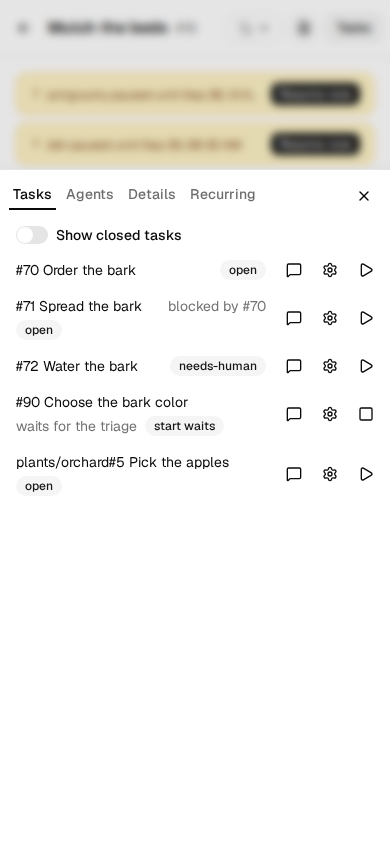 Tasks Agents Details Recurring
Show closed tasks
#70 Order the bark open
#71 Spread the bark blocked by #70
open
#72 Water the bark needs-human
#90 Choose the bark color
waits for the triage start waits
plants/orchard#5 Pick the apples
open